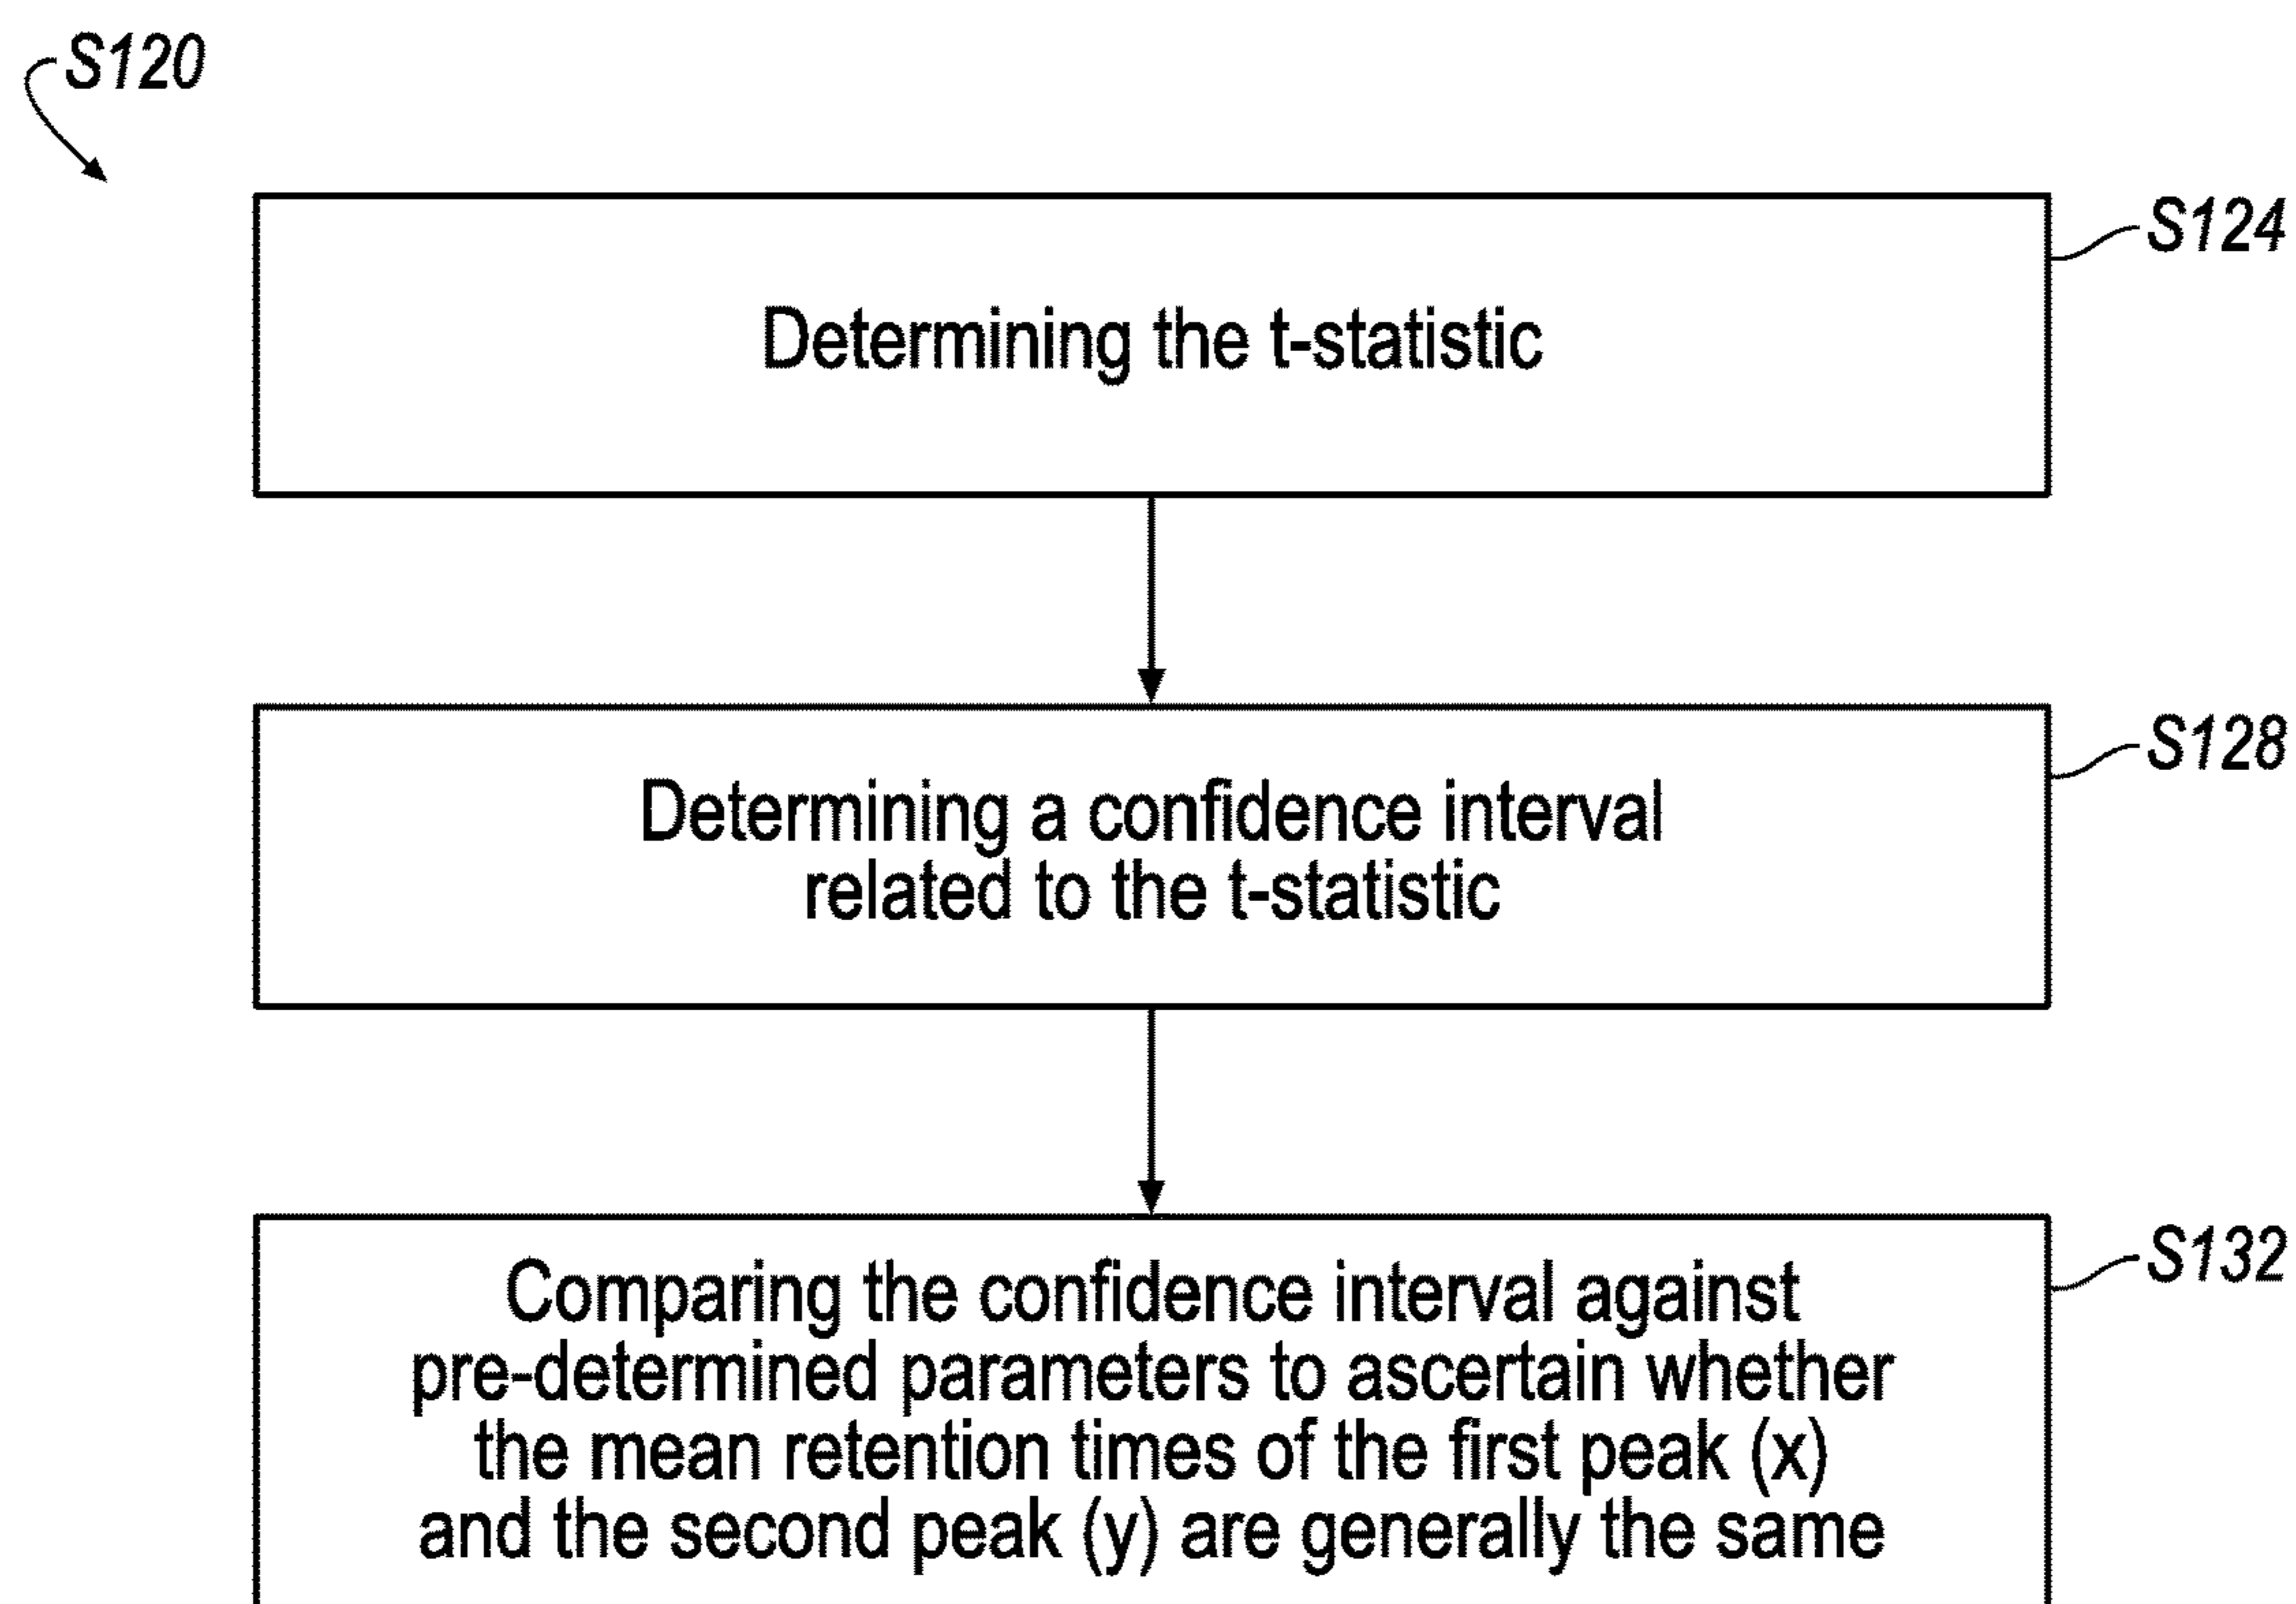 S120
S124
Determining the t-statistic
S128
Determining a confidence interval
related to the t-statistic
S132
Comparing the confidence interval against
pre-determined parameters to ascertain whether
the mean retention times of the first peak (x)
and the second peak (y) are generally the same